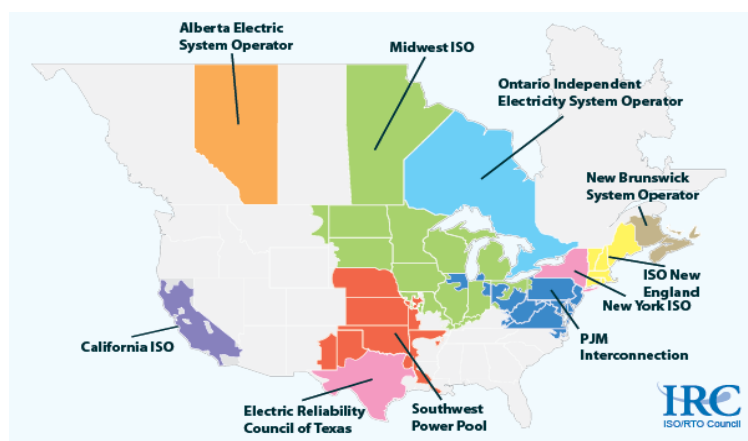 Alberta Electric
System Operator
Midwest ISO
Ontario Independent
Electricity System Operator
New Brunswick
System Operator
ISO New
England
New York ISO
PJM
Interconnection
California ISO
Electric Reliability
Council of Texas
Southwest
Power Pool
IRC
ISO/RTO Council